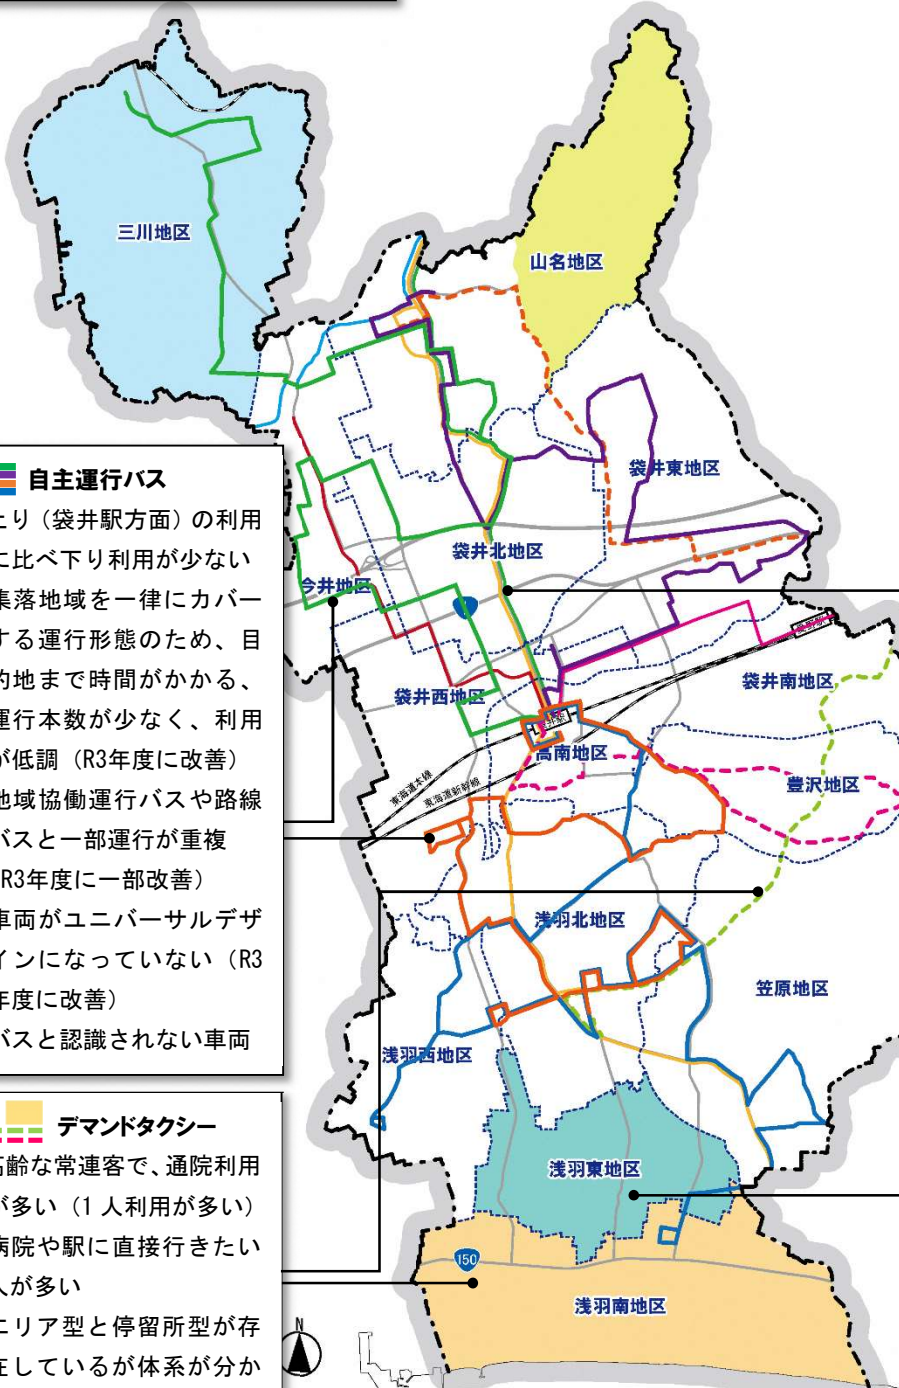 三川地区
山名地区
自主運行バス
上り（袋井駅方面）の利用
に比べ下り利用が少ない
集落地域を一律にカバー
する運行形態のため、目
的地まで時間がかかる、
運行本数が少なく、利用
が低調（R3年度に改善）
地域協働運行バスや路線
バスと一部運行が重複
（R3年度に一部改善）
車両がユニバーサルデザ
インになっていない（R3
年度に改善）
バスと認識されない車両
袋井東地区
袋井北地区
今井地区
袋井西地区
袋井南地区
高南地区
豊沢地区
東海道本線
東海道新幹線
浅羽北地区
笠原地区
浅羽西地区
デマンドタクシー
高齢な常連客で、通院利用
が多い（1人利用が多い）
病院や駅に直接行きたい
人が多い
エリア型と停留所型が存
在しているが体系が分か
浅羽東地区
150
浅羽南地区
N